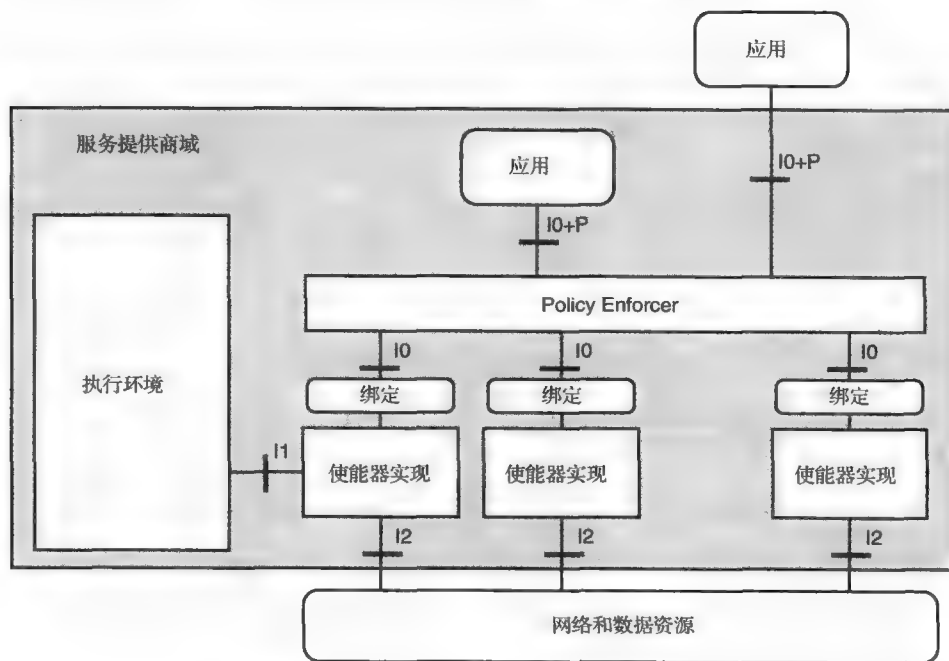 应用
服务提供商域
应用
I0+P
I0+P
Policy Enforcer
I0
I0
I0
执行环境
绑定
绑定
绑定
I1
使能器实现
使能器实现
使能器实现
I2
I2
I2
网络和数据资源